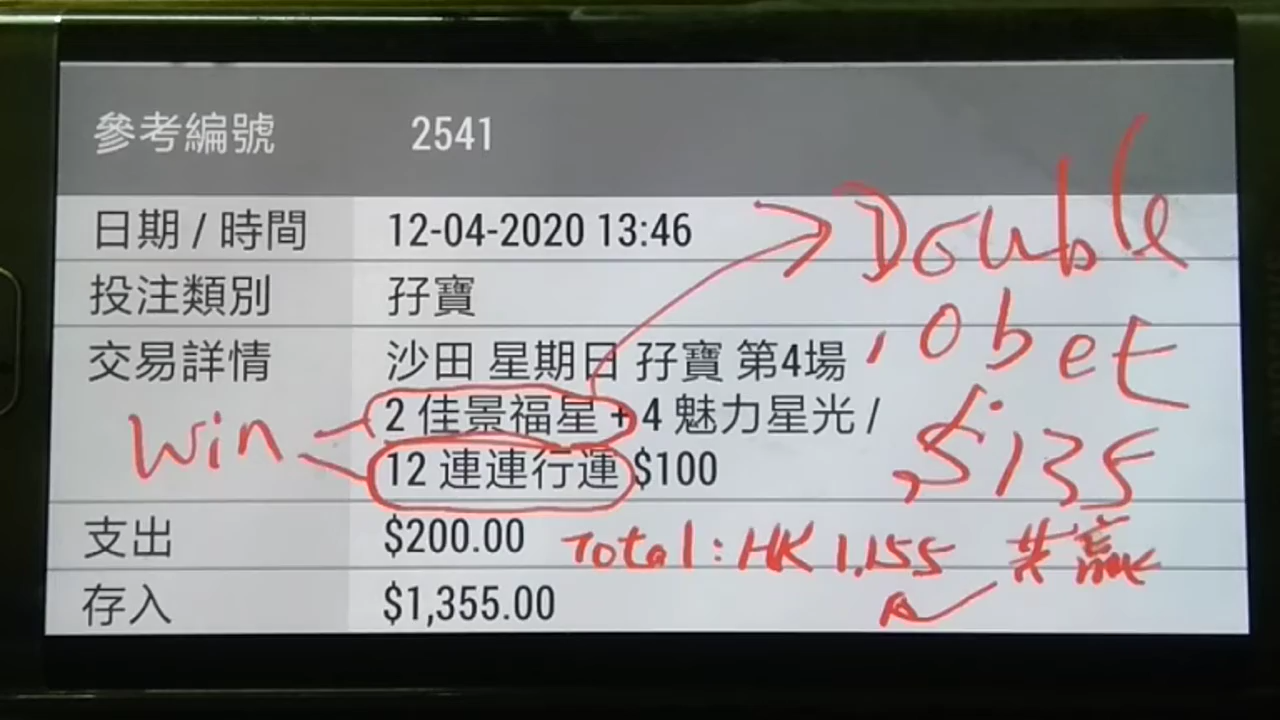 參考編號 2541
日期 / 時間 12-04-2020 13:46
投注類別 孖寶
交易詳情 沙田 星期日 孖寶 第4場
2 佳景福星 + 4 魅力星光 /
12 連連行運 $100
支出 $200.00
存入 $1,355.00
Win
Double
10 bet
Total: HK 1,155 共贏